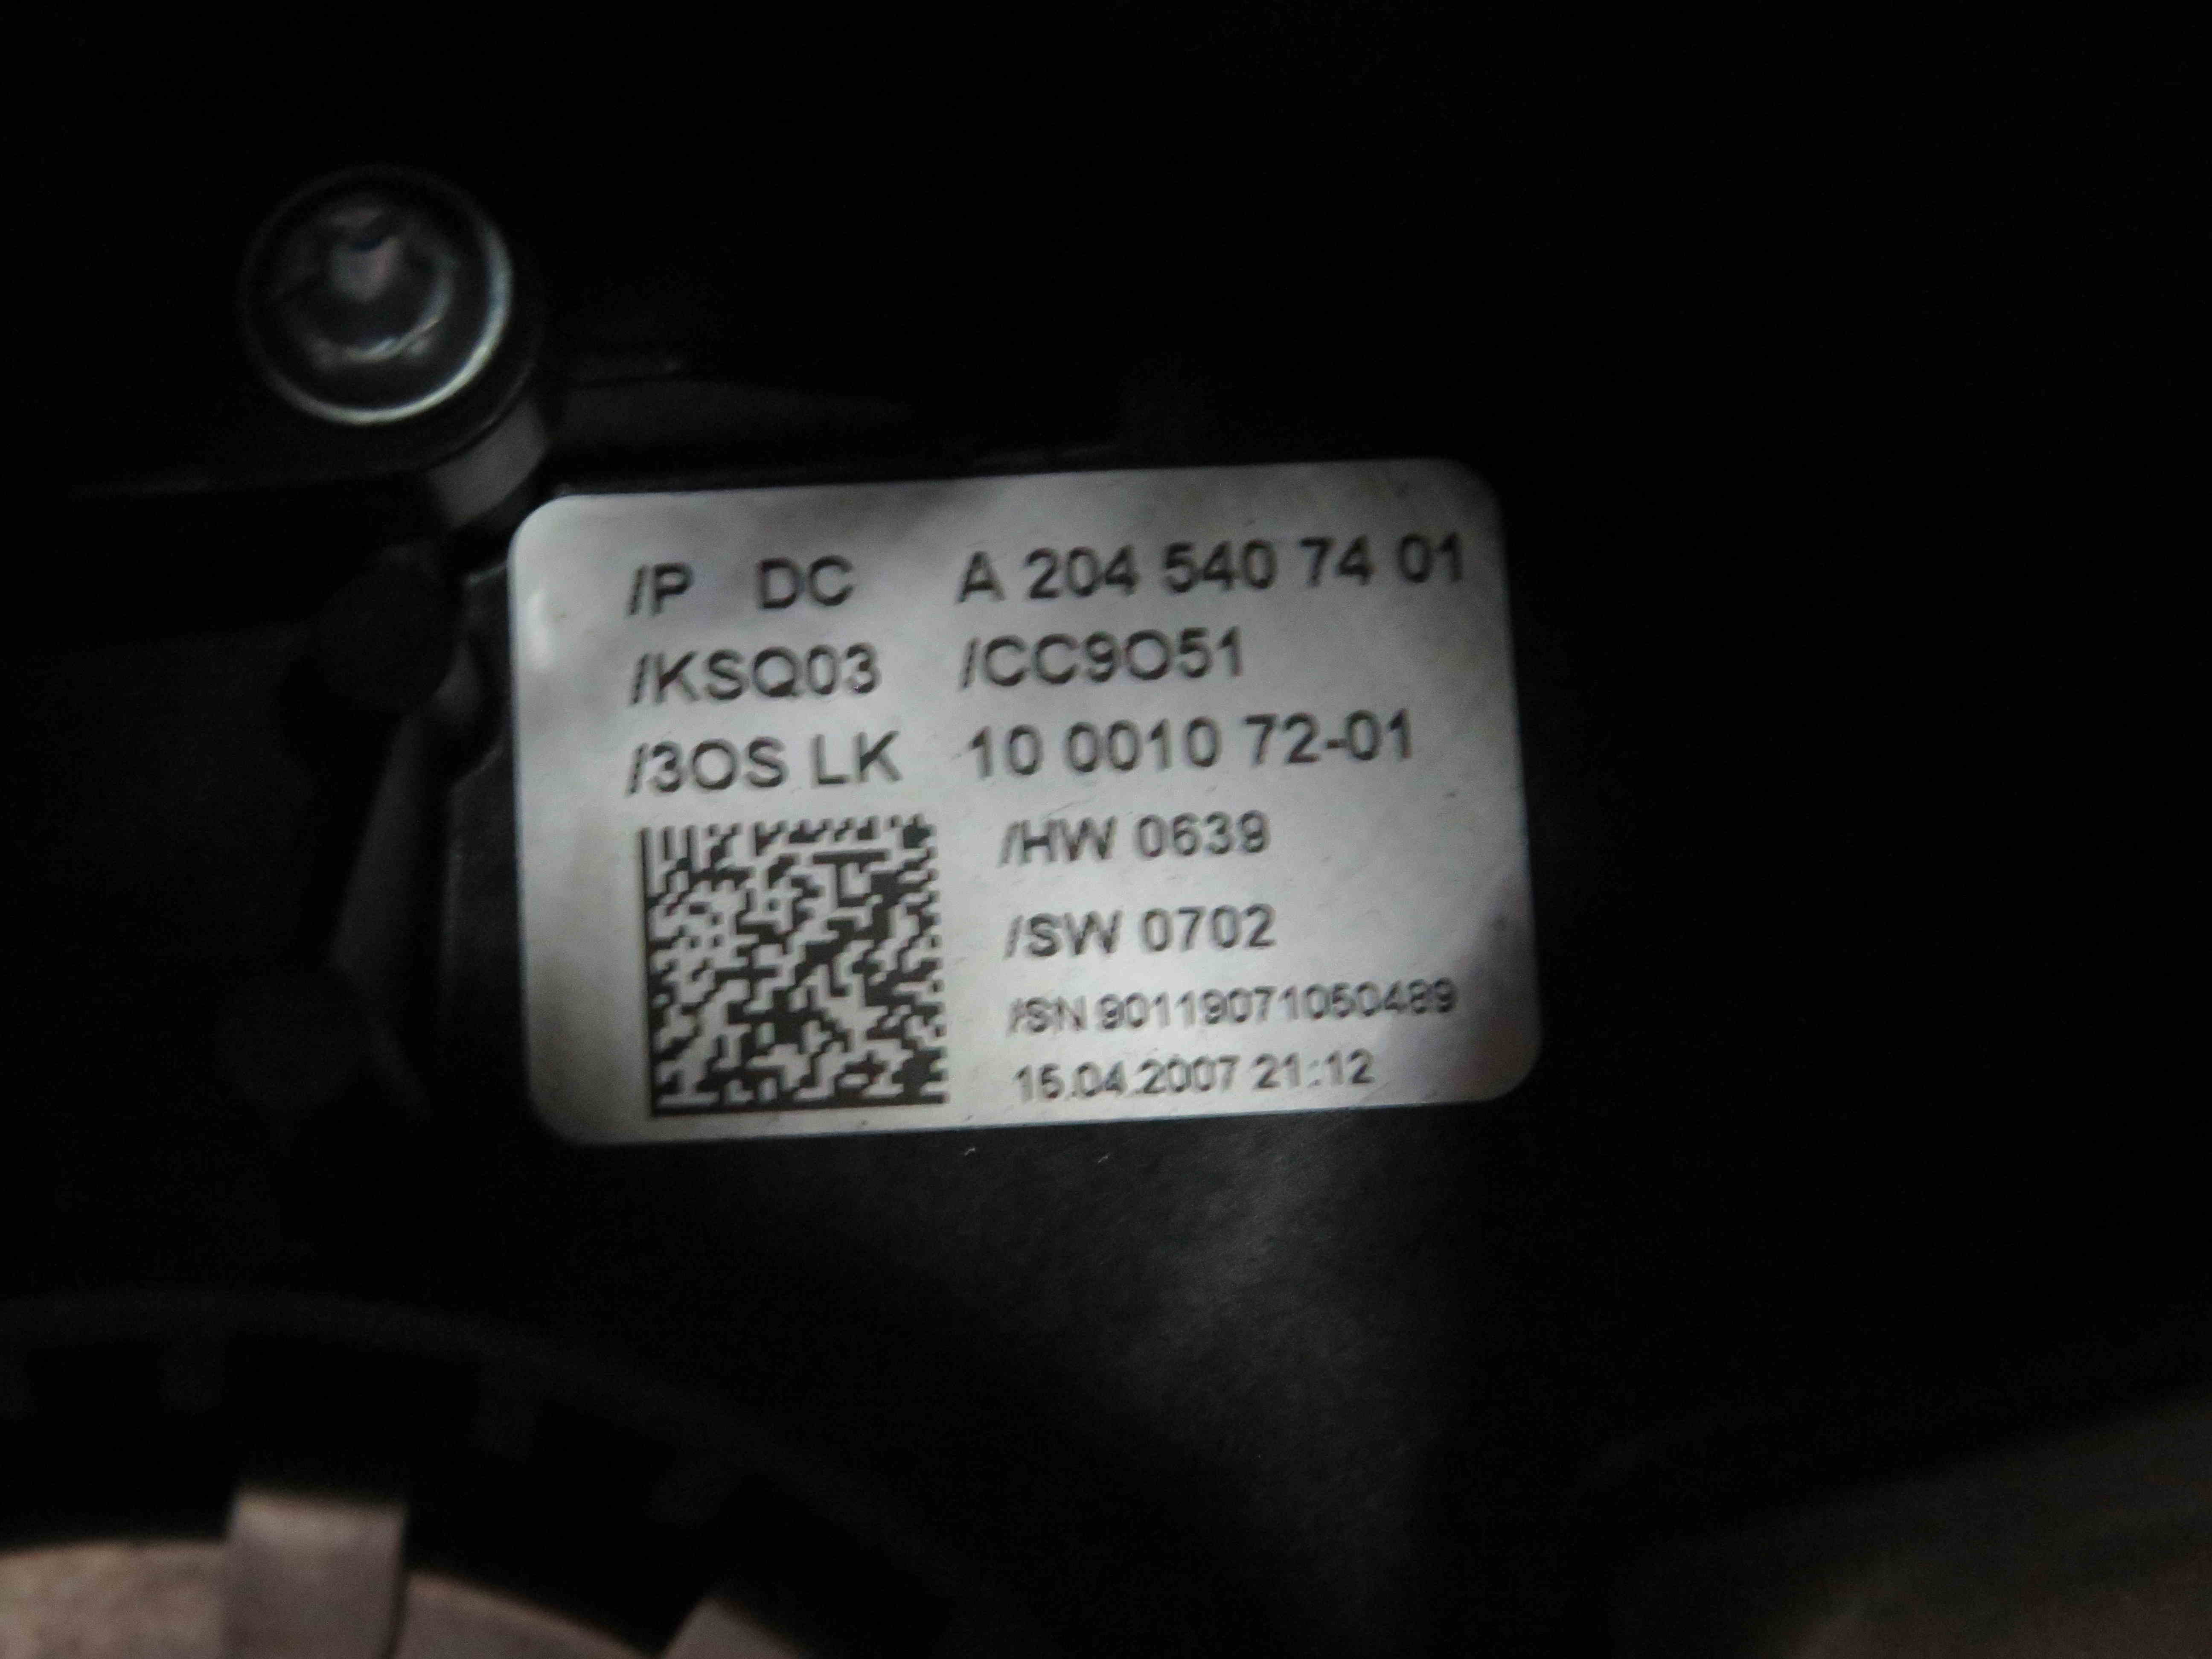 /P DC A 204 540 74 01
/KSQ03 /CC9O51
/3OS LK 10 0010 72-01
/HW 0639
/SW 0702
/SN 90119071050489
15.04.2007 21:12